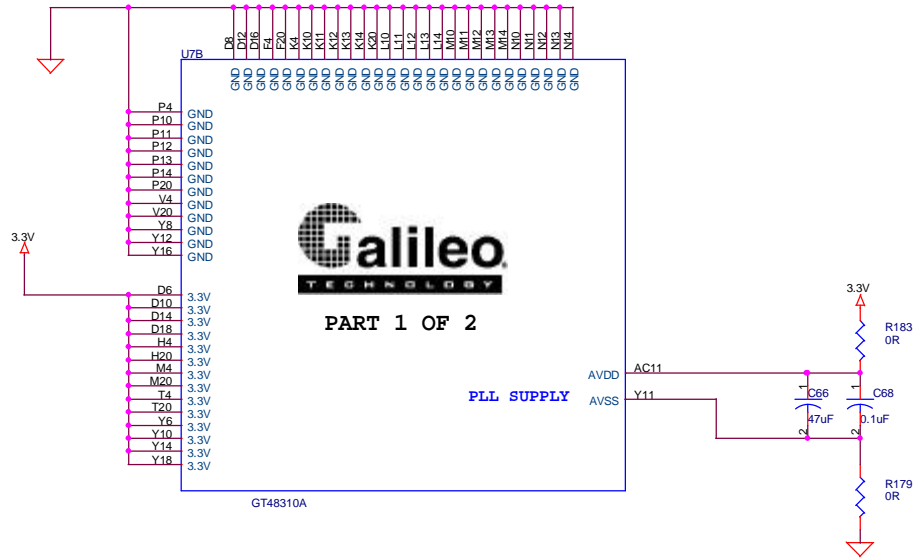 D8 D12 D16 F4 F20 K4 K10 K11 K12 K13 K14 K20 L10 L11 L12 L13 L14 M10 M11 M12 M13 M14 N10 N11 N12 N13 N14
U7B
GND GND GND GND GND GND GND GND GND GND GND GND GND GND GND GND GND GND GND GND GND GND GND GND GND GND GND
P4 GND
P10 GND
P11 GND
P12 GND
P13 GND
P14 GND
P20 GND
V4 GND
V20 GND
Y8 GND
Y12 GND
Y16 GND
3.3V
D6 3.3V
D10 3.3V
D14 3.3V
D18 3.3V
H4 3.3V
H20 3.3V
M4 3.3V
M20 3.3V
T4 3.3V
T20 3.3V
Y6 3.3V
Y10 3.3V
Y14 3.3V
Y18 3.3V
Galileo
TECHNOLOGY
PART 1 OF 2
3.3V
R183
0R
AVDD AC11
PLL SUPPLY AVSS Y11
1 C66 2
47uF
1 C68 2
0.1uF
R179
0R
GT48310A